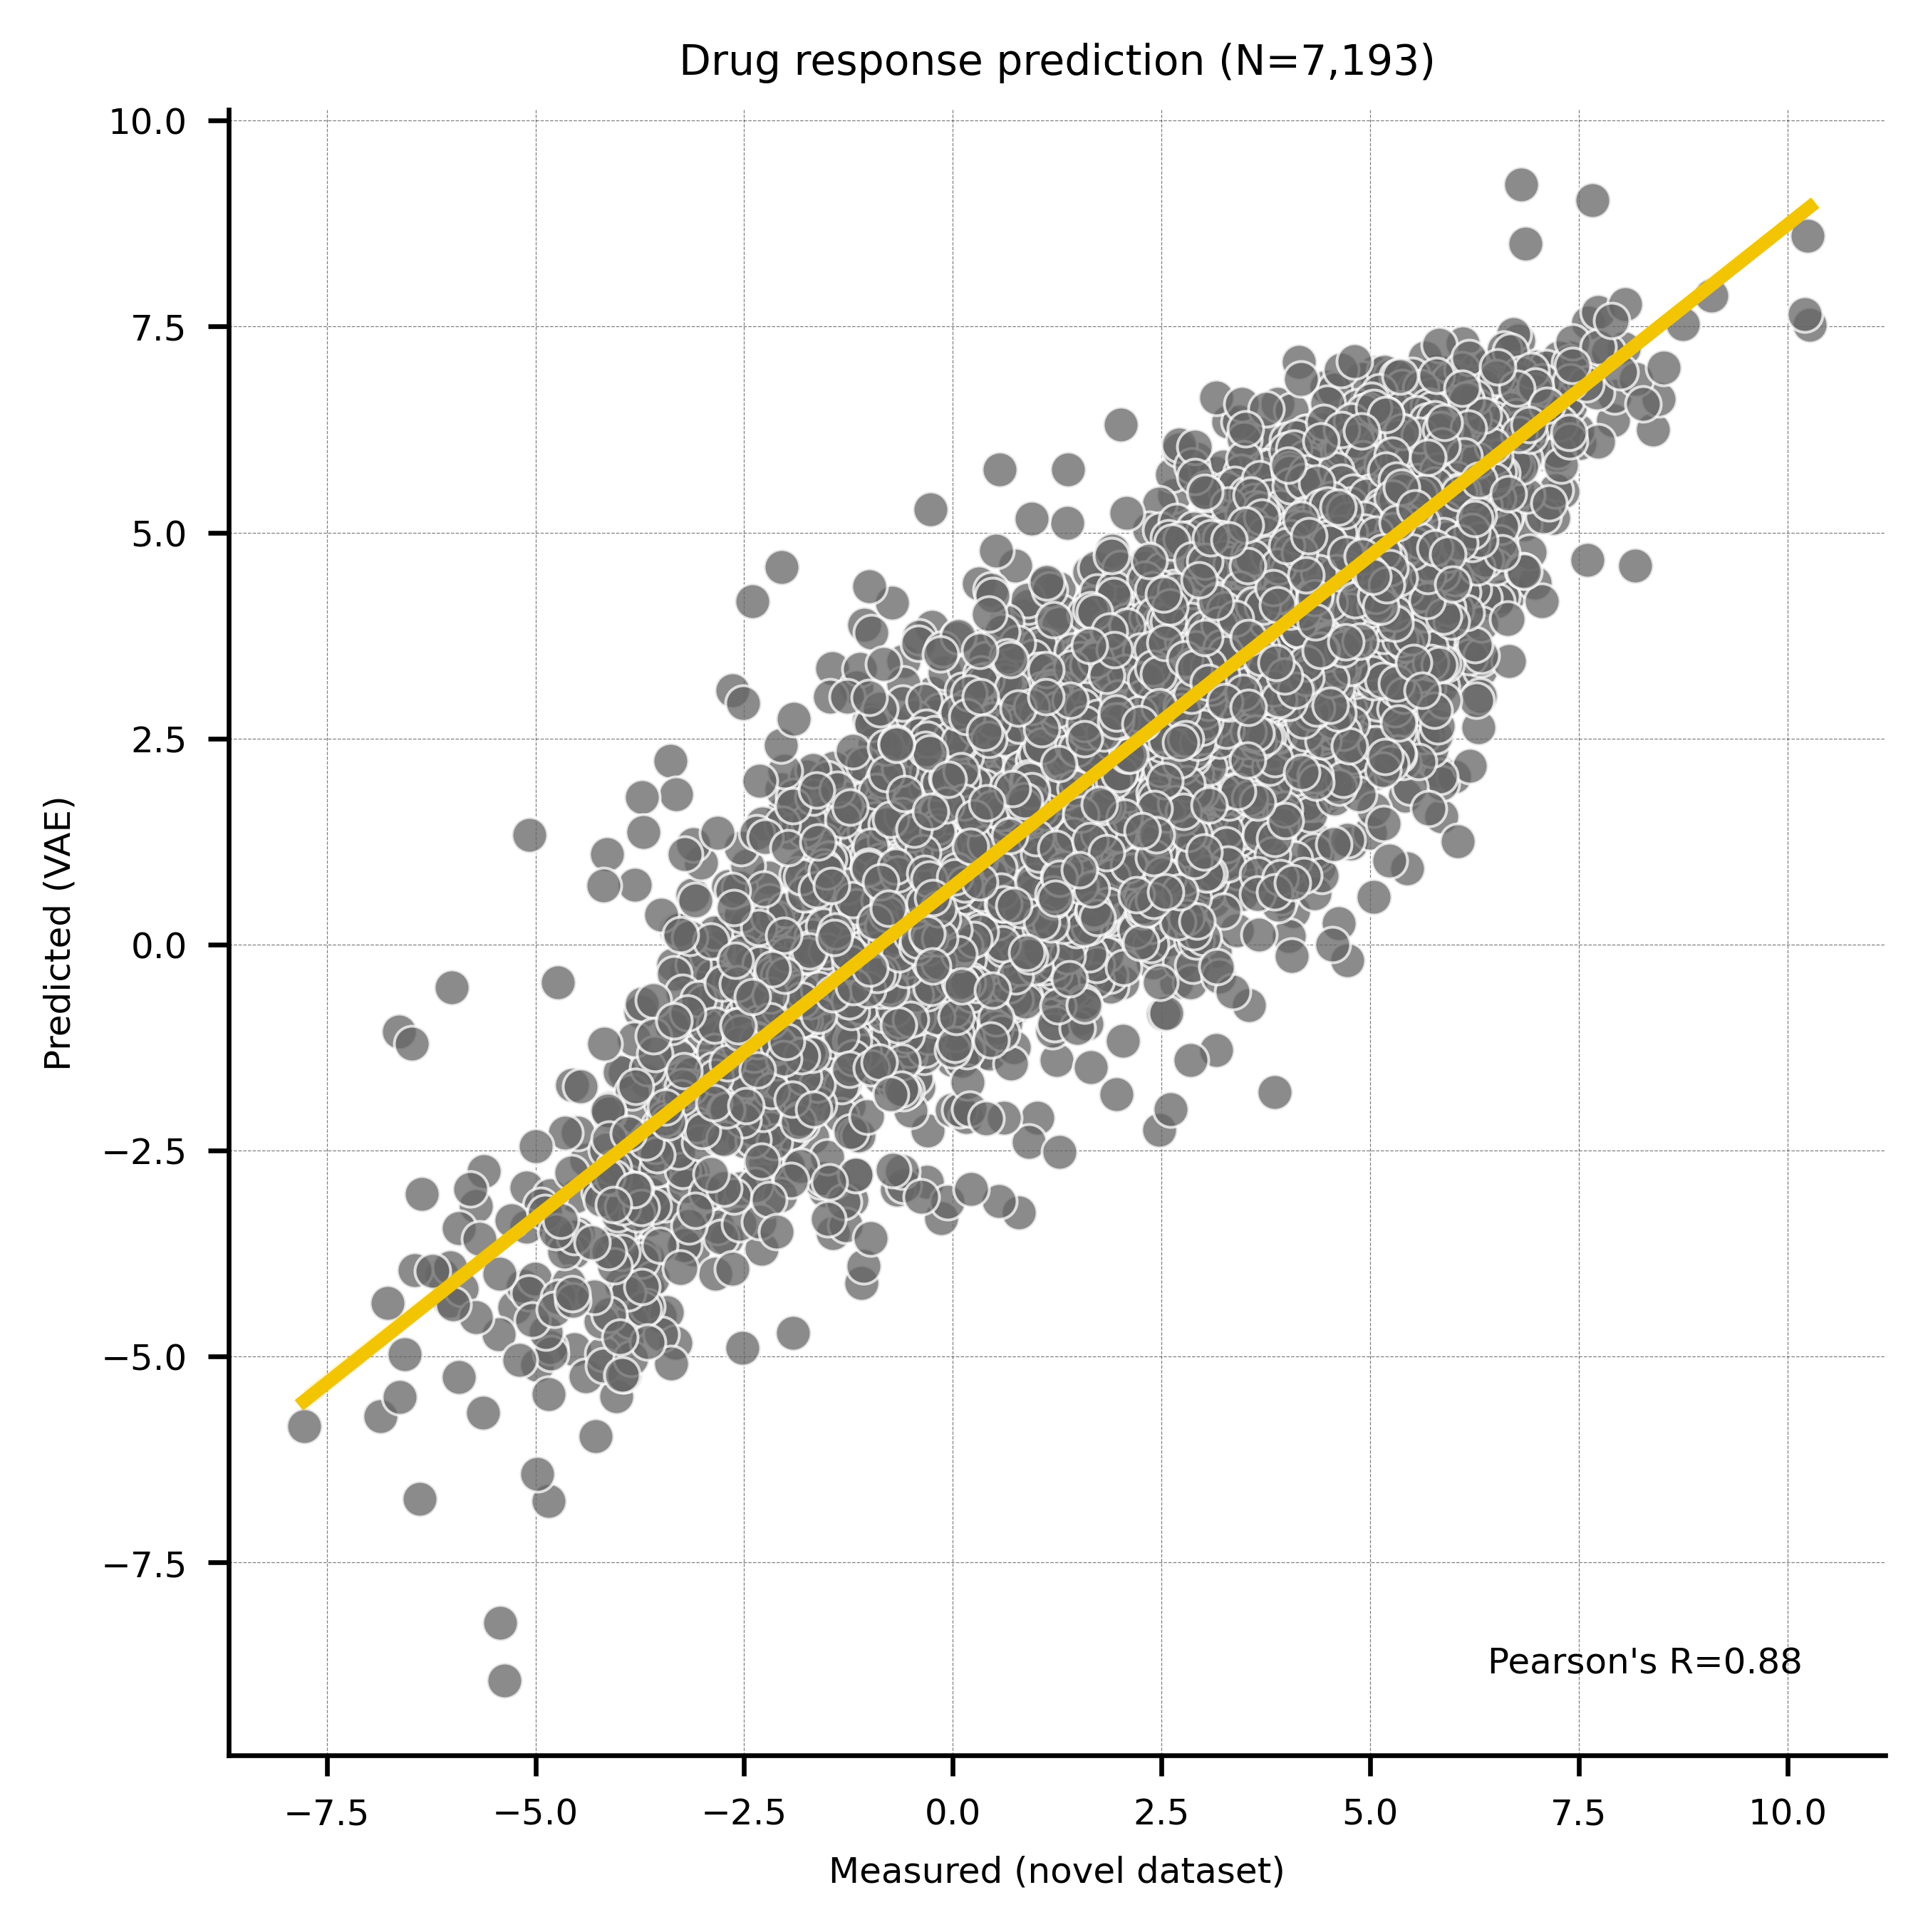 Drug response prediction (N=7,193)
10.0
7.5
5.0
2.5
0.0
−2.5
−5.0
−7.5
Predicted (VAE)
Pearson's R=0.88
−7.5 −5.0 −2.5 0.0 2.5 5.0 7.5 10.0
Measured (novel dataset)